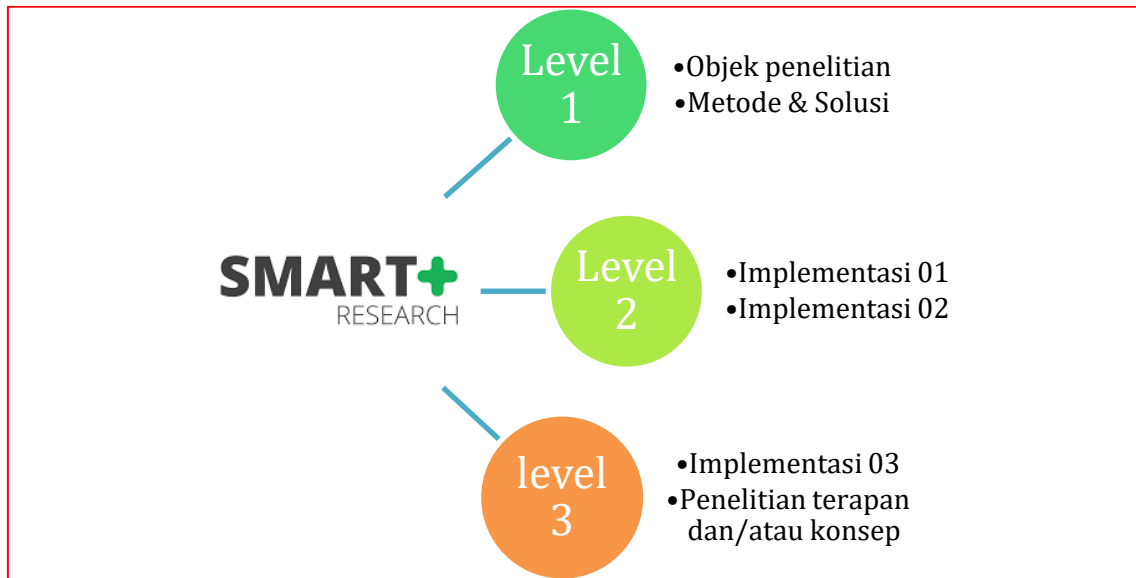 Level
1
•Objek penelitian
•Metode & Solusi
SMART+
RESEARCH
Level
2
•Implementasi 01
•Implementasi 02
level
3
•Implementasi 03
•Penelitian terapan
dan/atau konsep